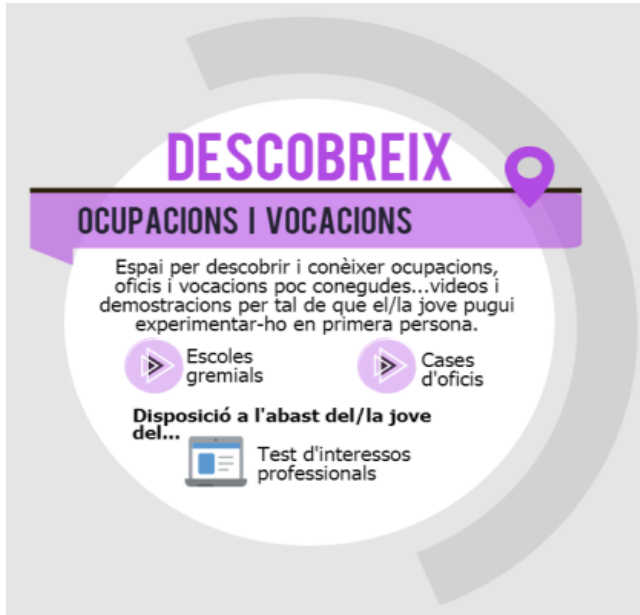 DESCOBREIX
OCUPACIONS I VOCACIONS
Espai per descobrir i conèixer ocupacions,
oficis i vocacions poc conegudes...videos i
demostracions per tal de que el/la jove pugui
experimentar-ho en primera persona.
Escoles
gremials
Cases
d'oficis
Disposició a l'abast del/la jove
del...
Test d'interessos
professionals